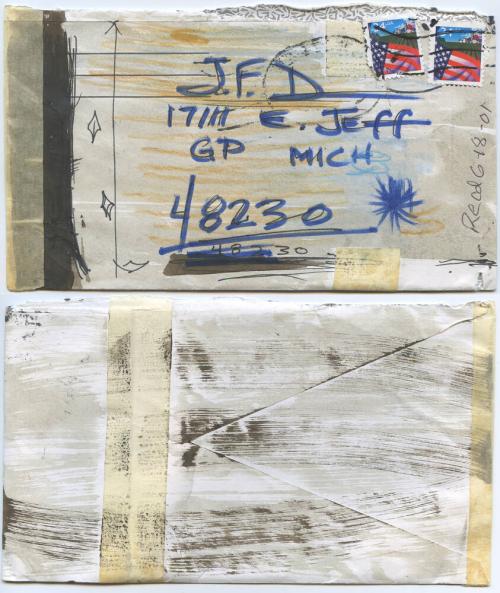 J.F.D
17111 E. JEFF
GP MICH
48230
48230
Recd 6-18-01